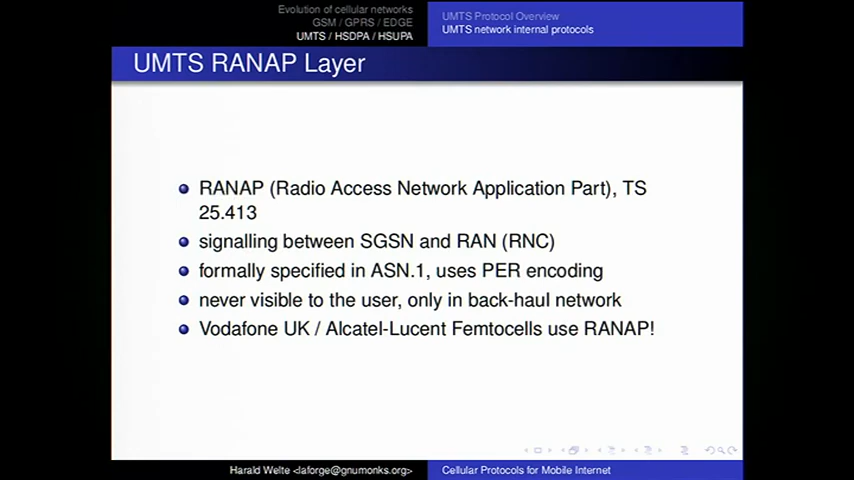 Evolution of cellular networks
GSM / GPRS / EDGE
UMTS / HSDPA / HSUPA
UMTS Protocol Overview
UMTS network internal protocols
UMTS RANAP Layer
RANAP (Radio Access Network Application Part), TS
25.413
signalling between SGSN and RAN (RNC)
formally specified in ASN.1, uses PER encoding
never visible to the user, only in back-haul network
Vodafone UK / Alcatel-Lucent Femtocells use RANAP!
Harald Welte <laforge@gnumonks.org>
Cellular Protocols for Mobile Internet